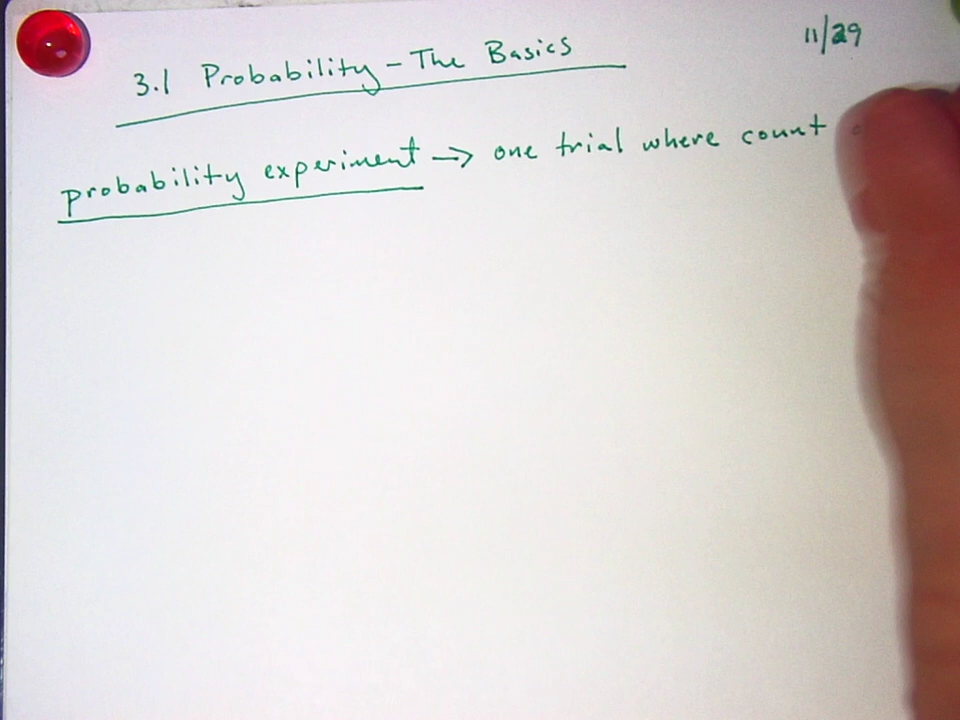 11/29
3.1 Probability - The Basics
probability experiment → one trial where count